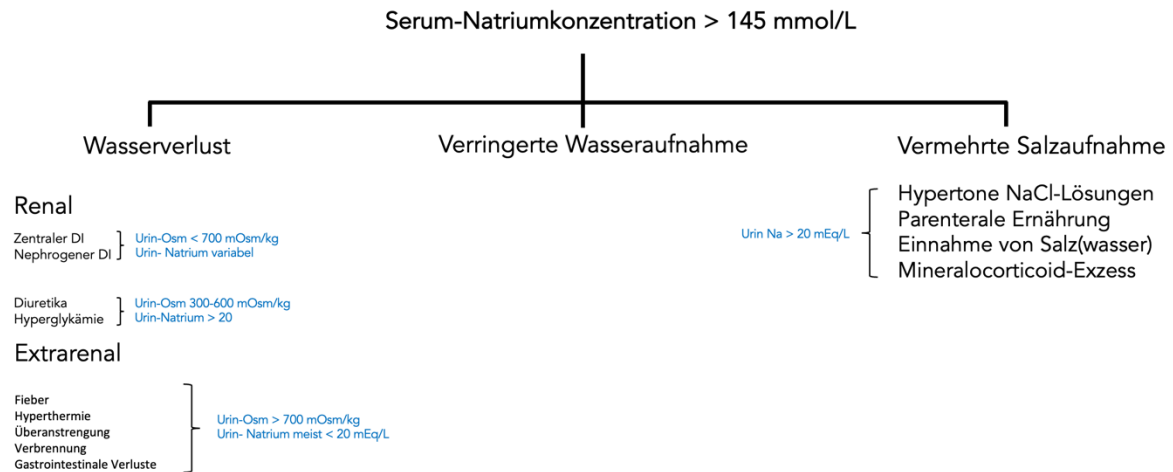 Serum-Natriumkonzentration > 145 mmol/L
Wasserverlust
Verringerte Wasseraufnahme
Vermehrte Salzaufnahme
Renal
Zentraler DI
Nephrogener DI
Urin-Osm < 700 mOsm/kg
Urin- Natrium variabel
Diuretika
Hyperglykämie
Urin-Osm 300-600 mOsm/kg
Urin-Natrium > 20
Extrarenal
Fieber
Hyperthermie
Überanstrengung
Verbrennung
Gastrointestinale Verluste
Urin-Osm > 700 mOsm/kg
Urin- Natrium meist < 20 mEq/L
Urin Na > 20 mEq/L
Hypertone NaCl-Lösungen
Parenterale Ernährung
Einnahme von Salz(wasser)
Mineralocorticoid-Exzess